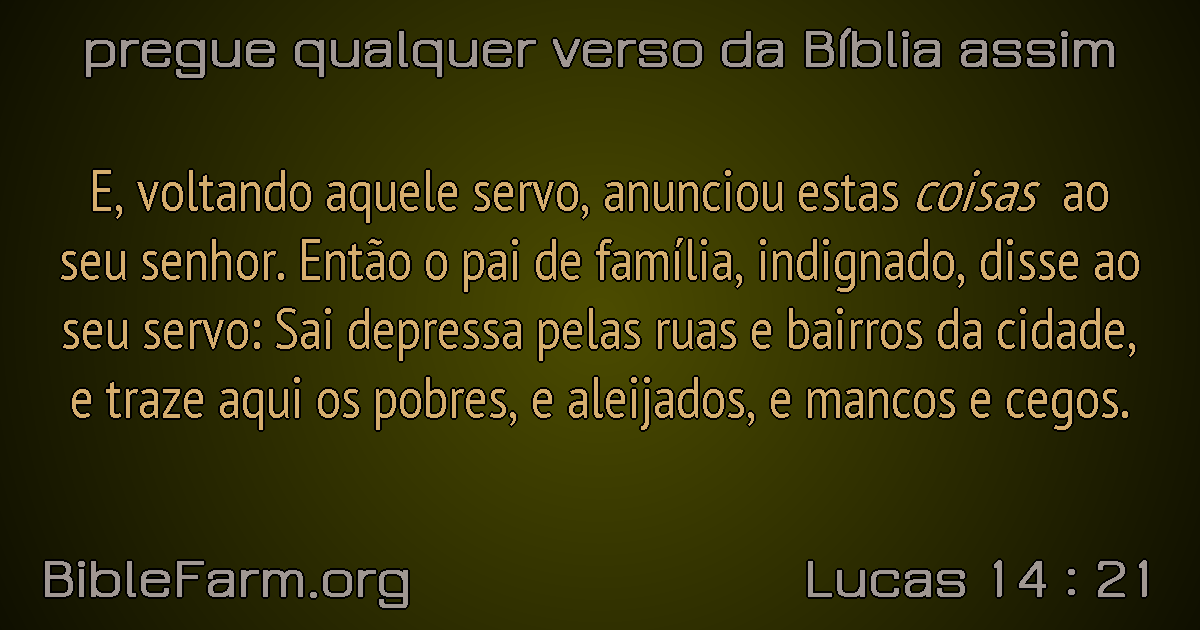 pregue qualquer verso da Bíblia assim
E, voltando aquele servo, anunciou estas coisas ao
seu senhor. Então o pai de família, indignado, disse ao
seu servo: Sai depressa pelas ruas e bairros da cidade,
e traze aqui os pobres, e aleijados, e mancos e cegos.
BibleFarm.org
Lucas 14 : 21